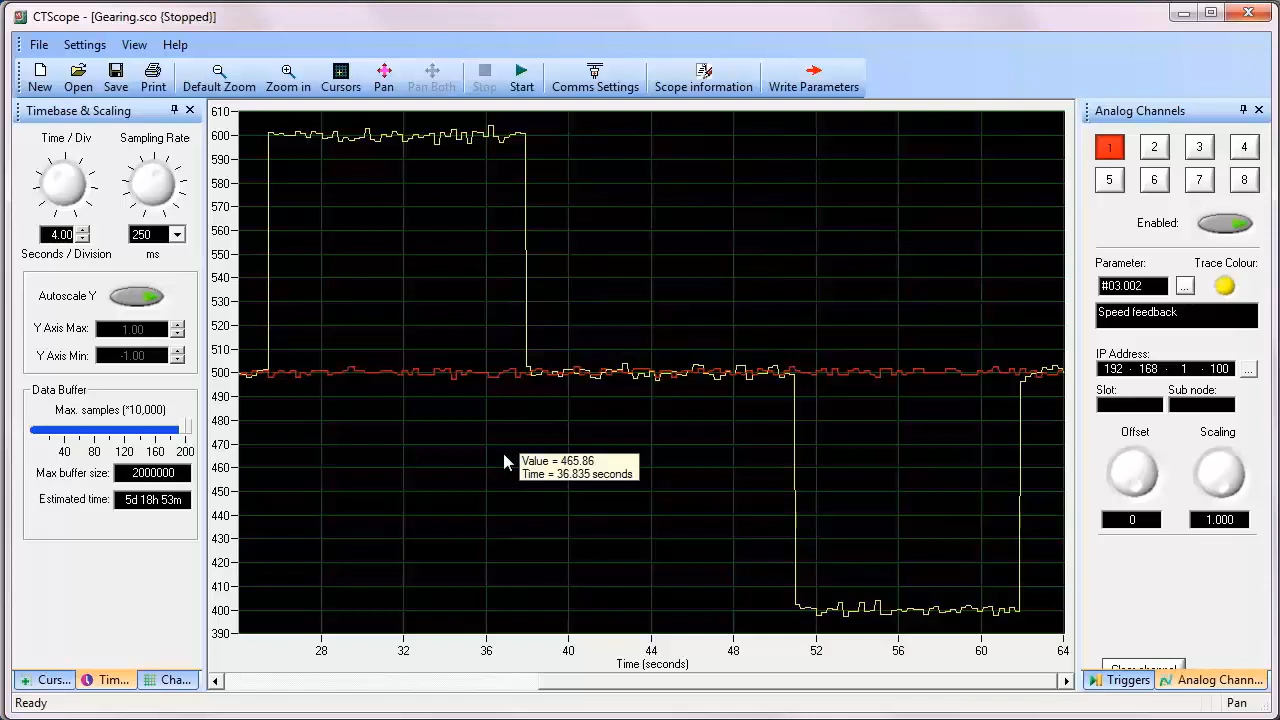 CTScope - [Gearing.sco (Stopped)]
File Settings View Help
New Open Save Print Default Zoom Zoom in Cursors Pan Pan Both Stop Start Comms Settings Scope information Write Parameters
Timebase & Scaling
Time / Div Sampling Rate
4.00 250
Seconds / Division ms
Autoscale Y
Y Axis Max: 1.00
Y Axis Min: -1.00
Data Buffer
Max. samples (*10,000)
40 80 120 160 200
Max buffer size: 2000000
Estimated time: 5d 18h 53m
Curs... Tim... Cha...
610
600
590
580
570
560
550
540
530
520
510
500
490
480
470
460
450
440
430
420
410
400
390
Value = 465.86
Time = 36.835 seconds
28 32 36 40 44 48 52 56 60 64
Time (seconds)
Analog Channels
1 2 3 4
5 6 7 8
Enabled:
Parameter: Trace Colour:
#03.002 ...
Speed feedback
IP Address:
192 . 168 . 1 . 100 ...
Slot: Sub node:
Offset Scaling
0 1.000
Clear channel
Triggers Analog Chann...
Ready Pan